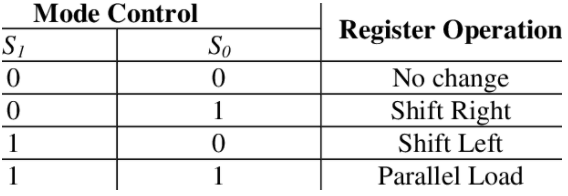 Mode Control Register Operation
S1 S0
0 0 No change
0 1 Shift Right
1 0 Shift Left
1 1 Parallel Load